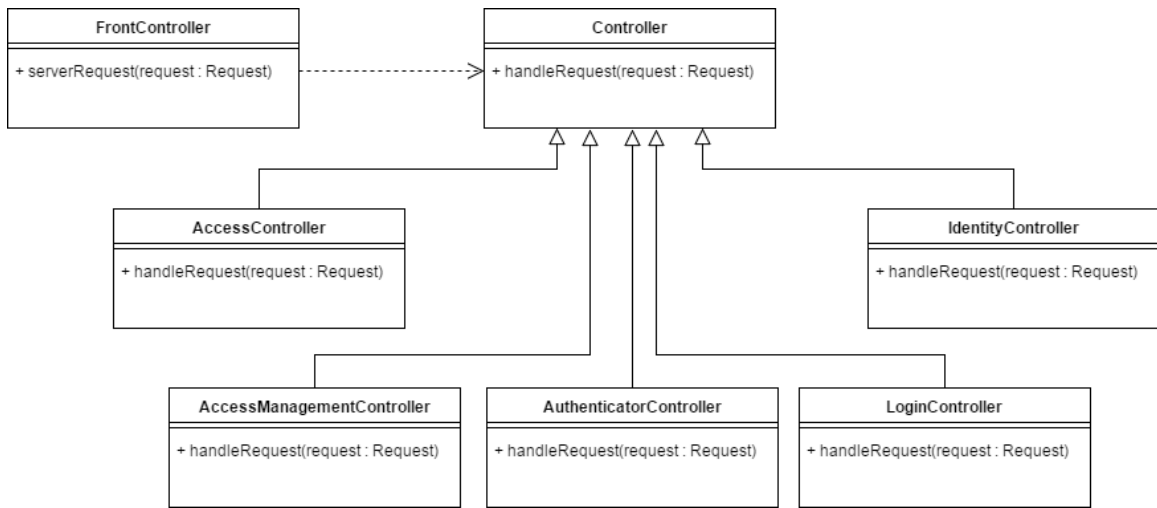 FrontController
+ serverRequest(request : Request)
Controller
+ handleRequest(request : Request)
AccessController
+ handleRequest(request : Request)
IdentityController
+ handleRequest(request : Request)
AccessManagementController
+ handleRequest(request : Request)
AuthenticatorController
+ handleRequest(request : Request)
LoginController
+ handleRequest(request : Request)